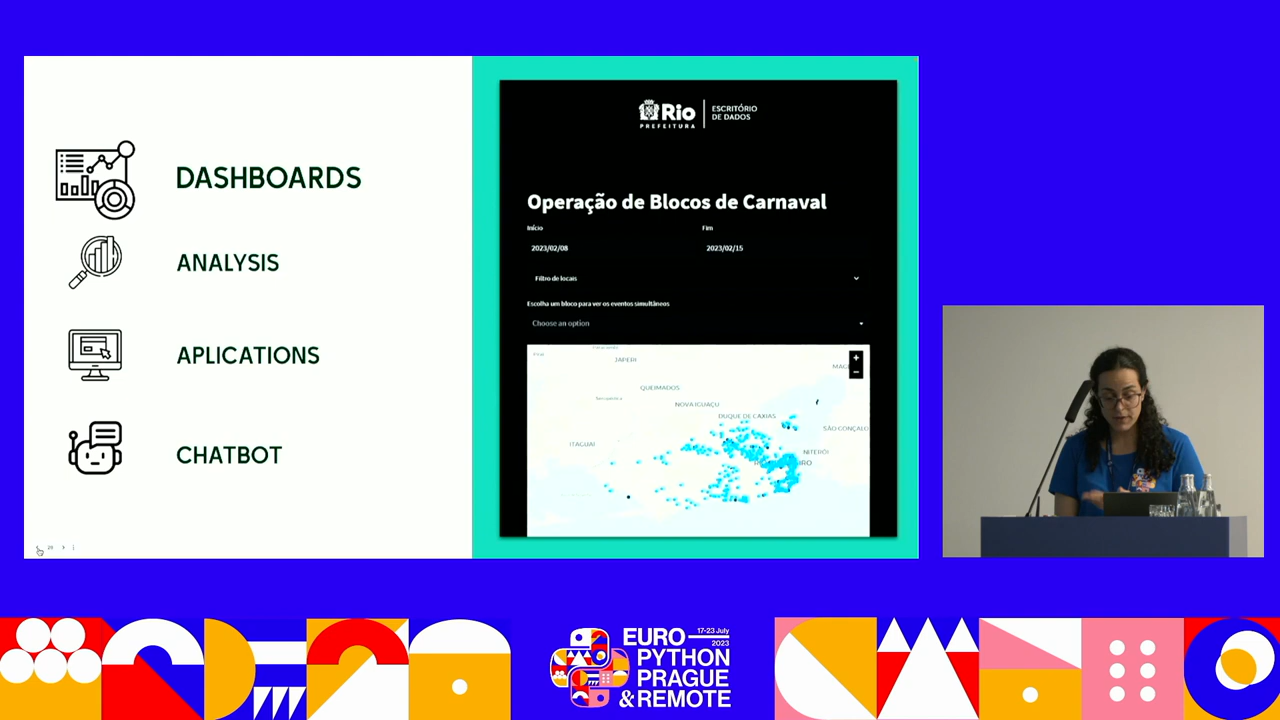 DASHBOARDS
ANALYSIS
APLICATIONS
CHATBOT
Rio
PREFEITURA
ESCRITÓRIO
DE DADOS
Operação de Blocos de Carnaval
Início
Fim
2023/02/08
2023/02/15
Filtro de locais
Escolha um bloco para ver os eventos simultâneos
Choose an option
JAPERI
QUEIMADOS
NOVA IGUAÇU
DUQUE DE CAXIAS
SÃO GONÇALO
ITAGUAÍ
NITERÓI
EURO
17-23 July
2023
PYTHON
PRAGUE
& REMOTE